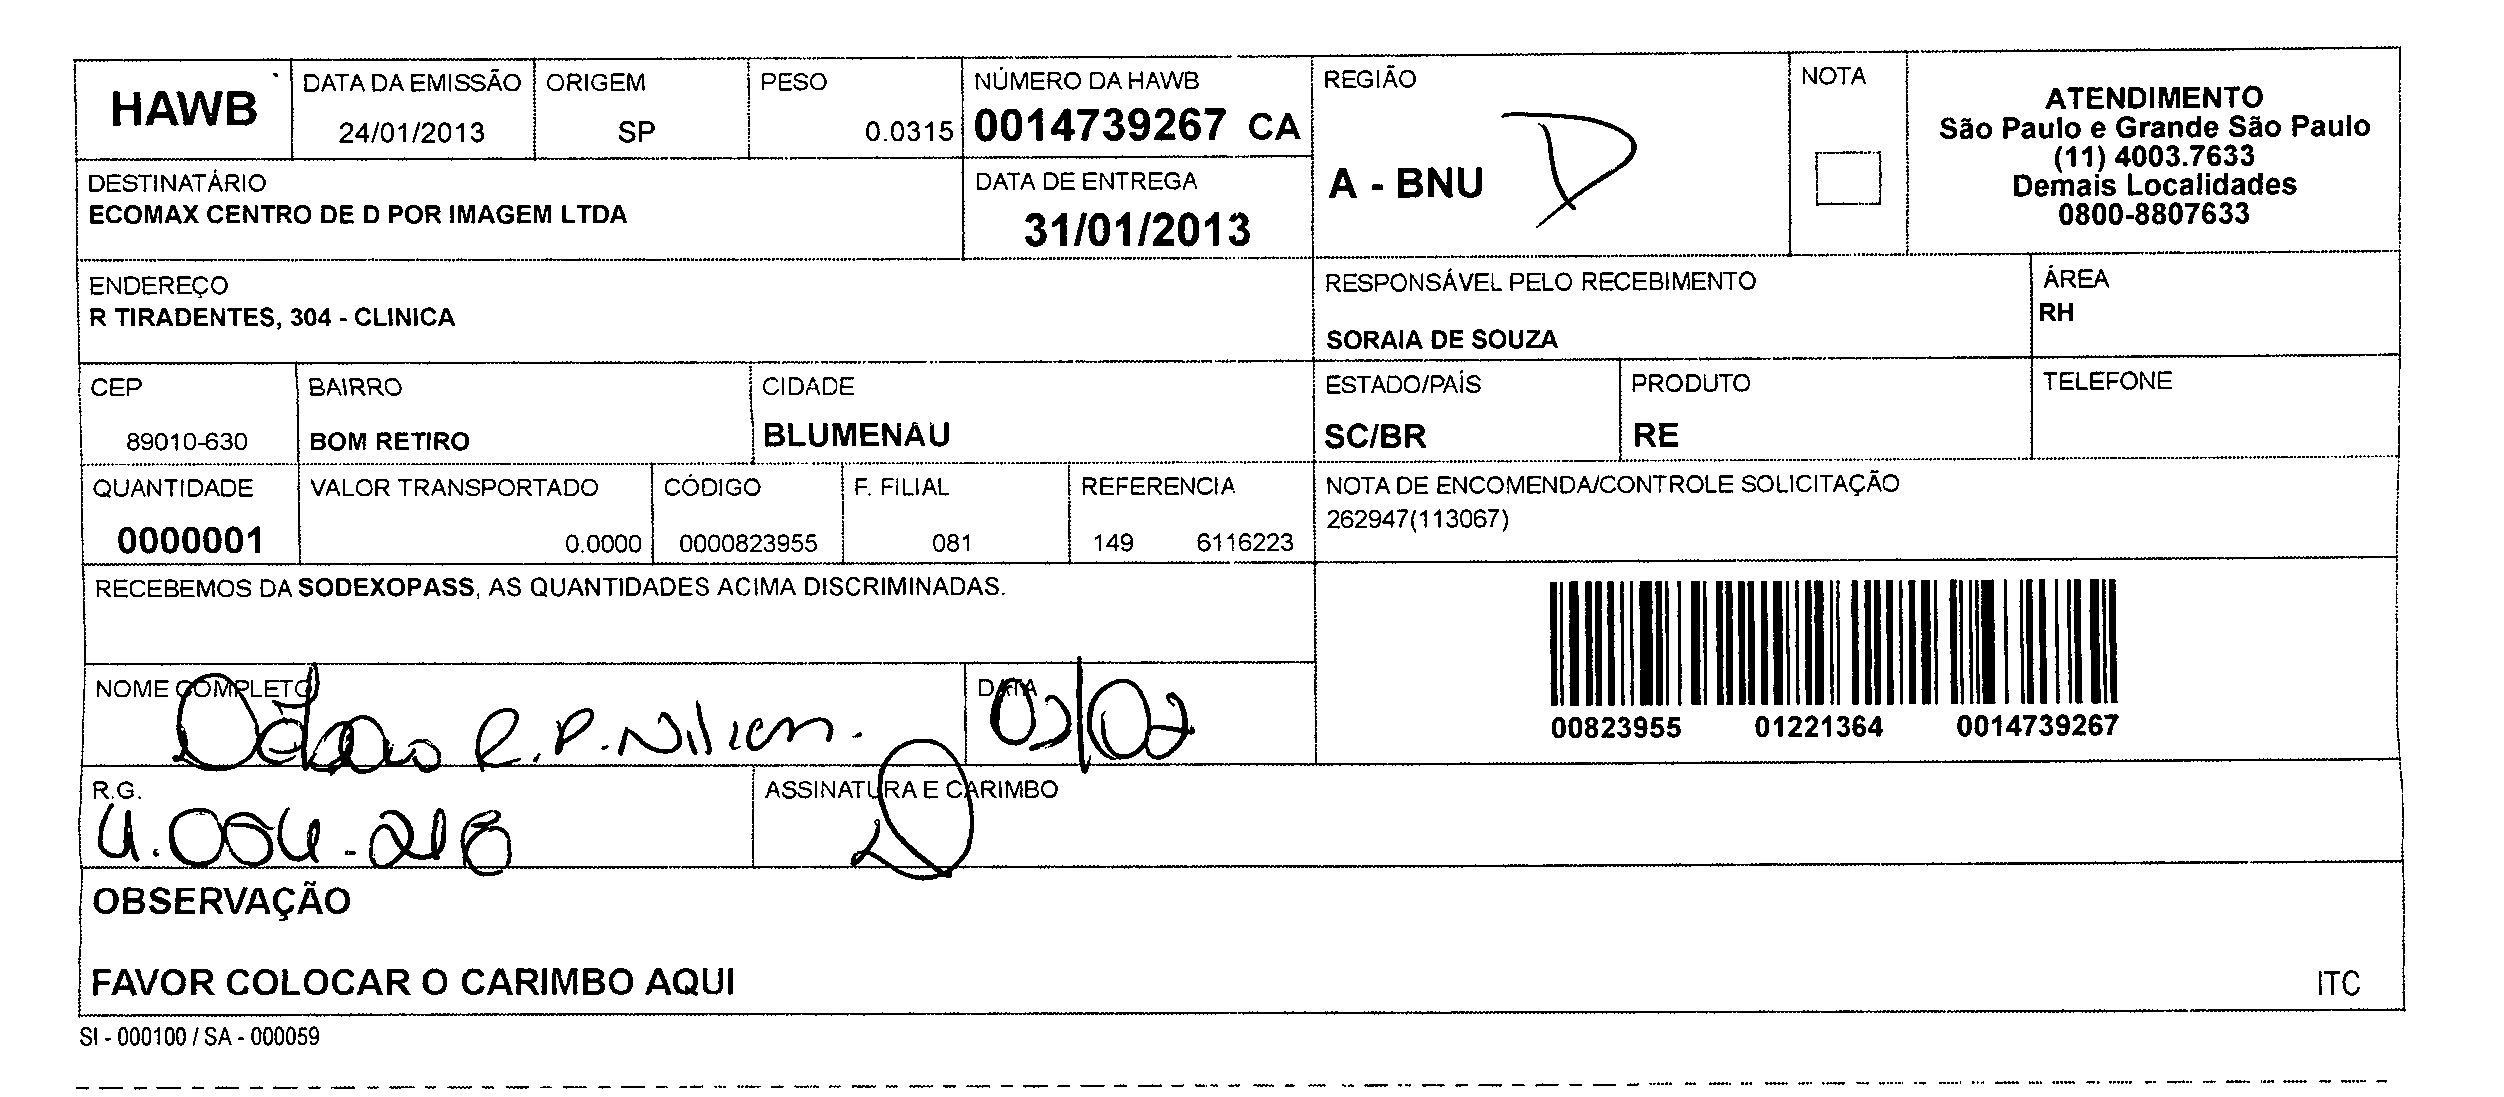 HAWB
DATA DA EMISSÃO
24/01/2013
ORIGEM
SP
PESO
0.0315
NÚMERO DA HAWB
0014739267 CA
REGIÃO
A - BNU
NOTA
ATENDIMENTO
São Paulo e Grande São Paulo
(11) 4003.7633
Demais Localidades
0800-8807633
DESTINATÁRIO
ECOMAX CENTRO DE D POR IMAGEM LTDA
DATA DE ENTREGA
31/01/2013
ENDEREÇO
R TIRADENTES, 304 - CLINICA
RESPONSÁVEL PELO RECEBIMENTO
SORAIA DE SOUZA
ÁREA
RH
CEP
89010-630
BAIRRO
BOM RETIRO
CIDADE
BLUMENAU
ESTADO/PAÍS
SC/BR
PRODUTO
RE
TELEFONE
QUANTIDADE
0000001
VALOR TRANSPORTADO
0.0000
CÓDIGO
0000823955
F. FILIAL
081
REFERENCIA
149 6116223
NOTA DE ENCOMENDA/CONTROLE SOLICITAÇÃO
262947(113067)
RECEBEMOS DA SODEXOPASS, AS QUANTIDADES ACIMA DISCRIMINADAS.
00823955 01221364 0014739267
NOME COMPLETO
R. P. Nilsen.
DATA
R.G.
4.054-218
ASSINATURA E CARIMBO
OBSERVAÇÃO
FAVOR COLOCAR O CARIMBO AQUI
ITC
SI - 000100 / SA - 000059